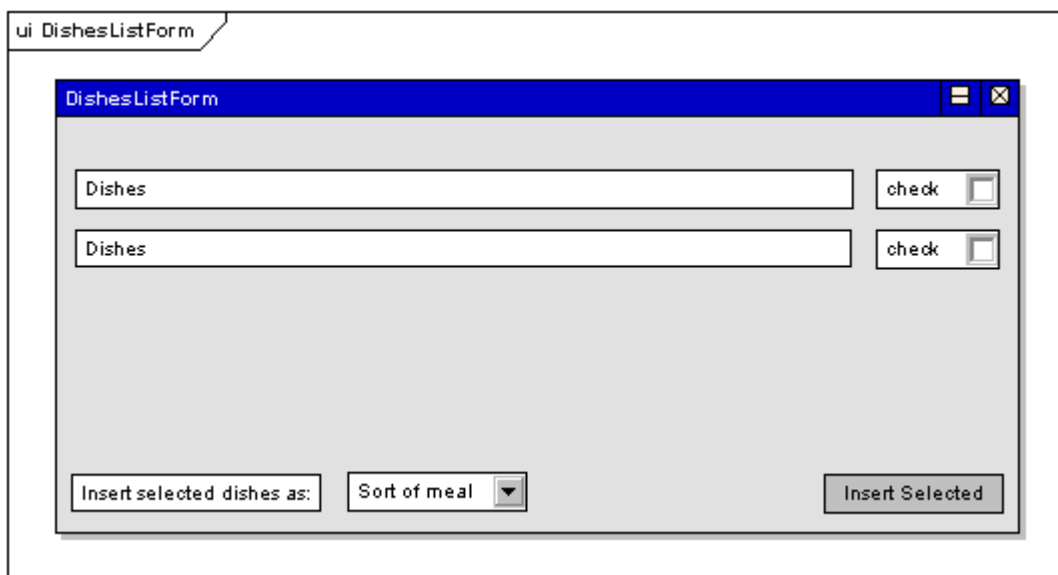 ui DishesListForm
DishesListForm
Dishes check
Dishes check
Insert selected dishes as: Sort of meal Insert Selected